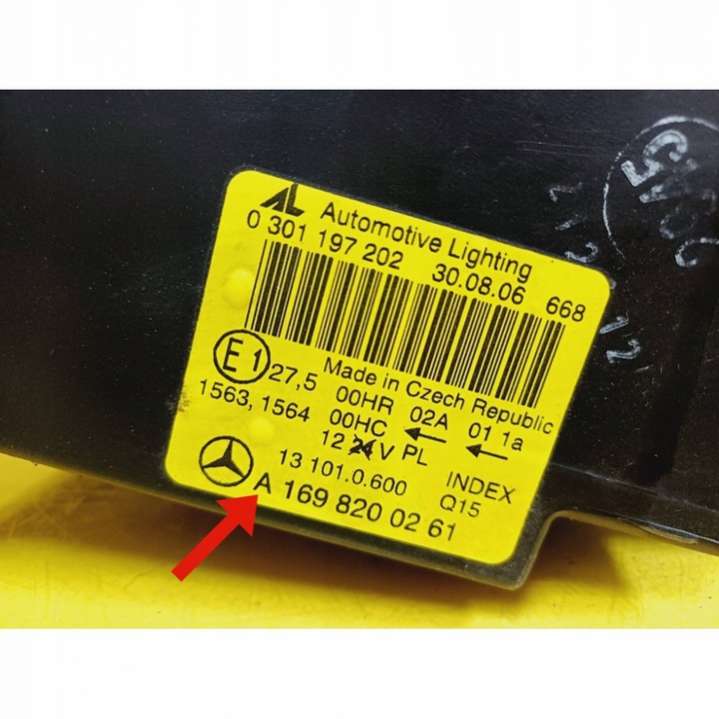 AL Automotive Lighting
0 301 197 202 30.08.06 668
Made in Czech Republic
E1 27,5 00HR 02A 01 1a
1563, 1564 00HC ← ←
12 24 V PL
13 101.0.600 INDEX
A 169 820 02 61 Q15